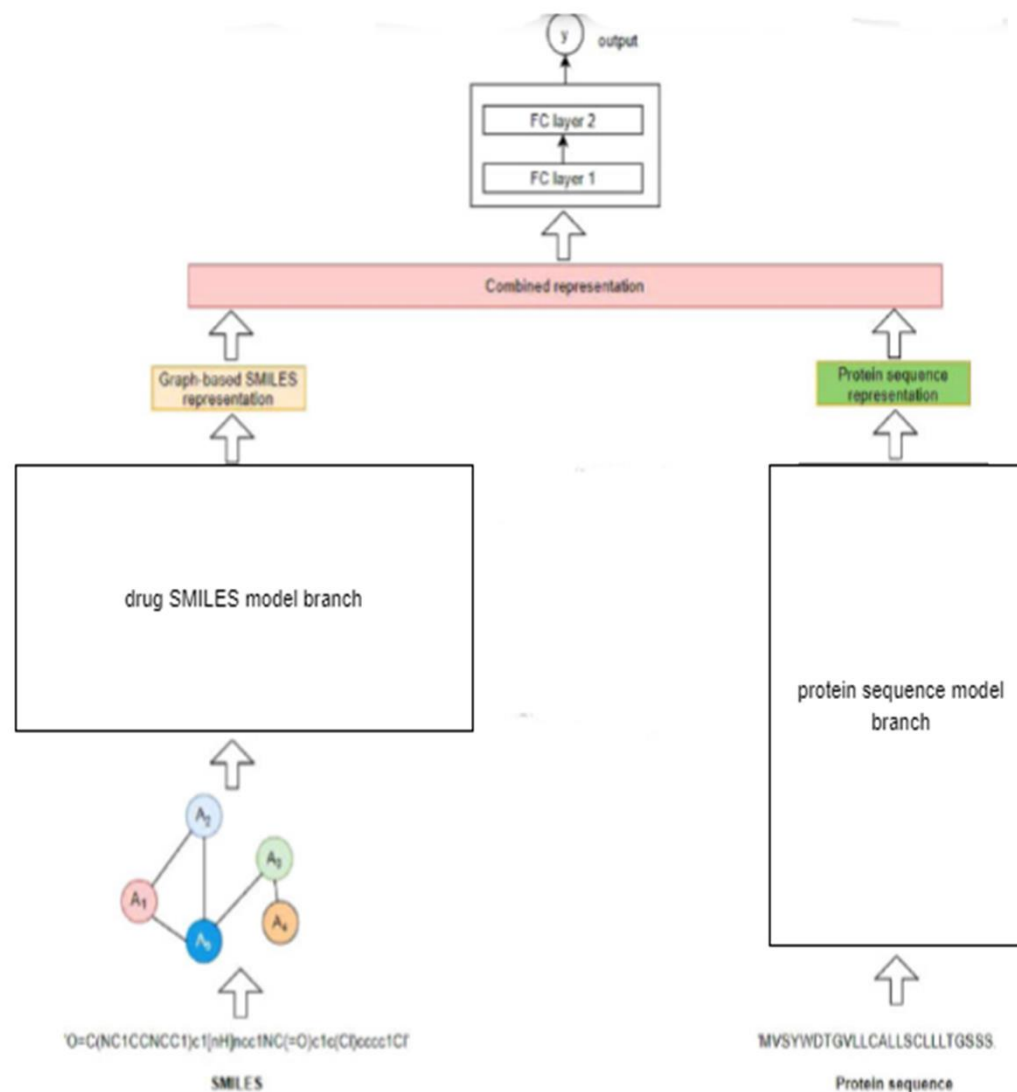 y
output
FC layer 2
FC layer 1
Combined representation
Graph-based SMILES
representation
Protein sequence
representation
drug SMILES model branch
protein sequence model
branch
A2
A3
A1
A4
A5
'O=C(NC1CCNCC1)c1[nH]ncc1NC(=O)c1c(Cl)cccc1Cl'
'MVSYWDTGVLLCALLSCLLLTGSSS.
SMILES
Protein sequence